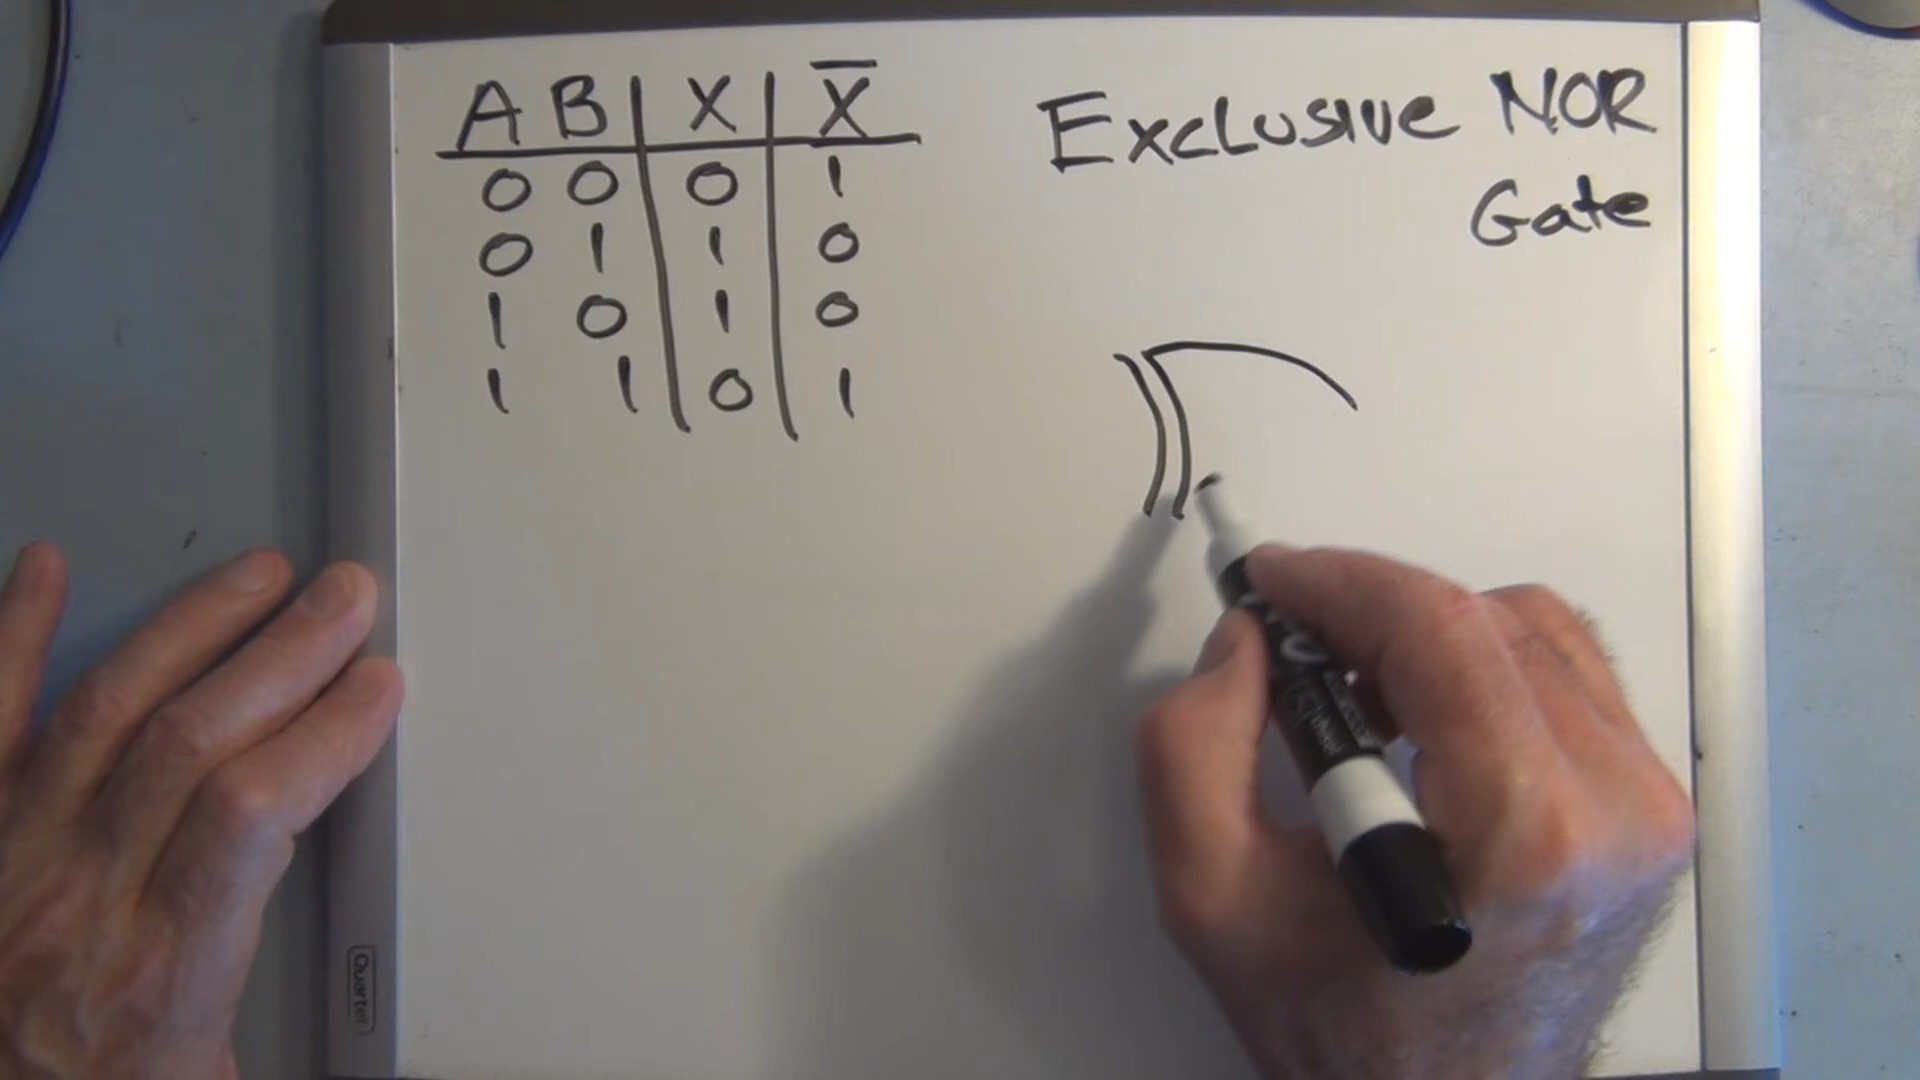 A B X X̅
0 0 0 1
0 1 1 0
1 0 1 0
1 1 0 1
Exclusive NOR
Gate
Quartet